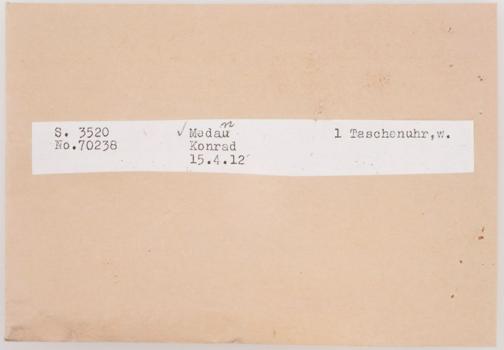 S. 3520 ✓ Medau n 1 Taschenuhr,w.
No.70238 Konrad
15.4.12